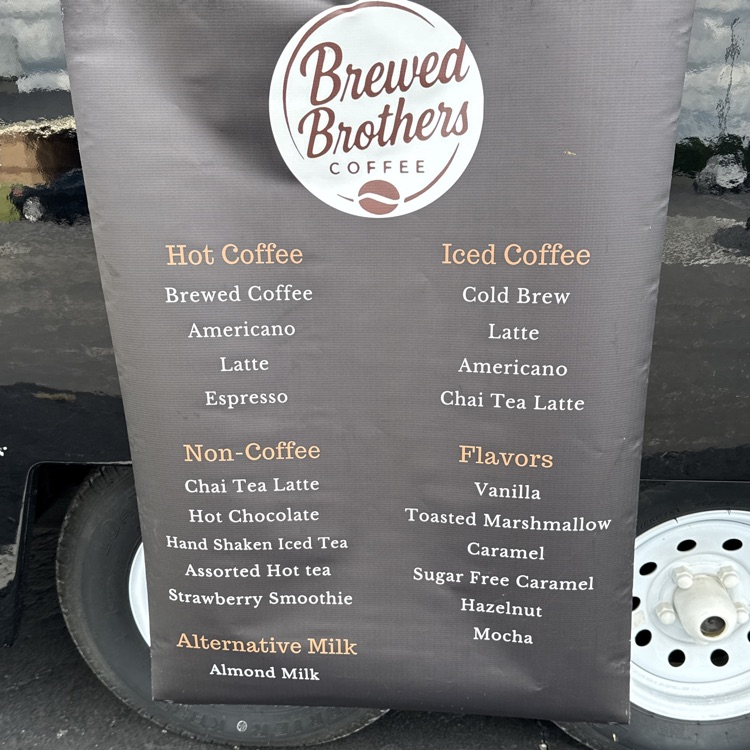 Brewed
Brothers
COFFEE
Hot Coffee
Brewed Coffee
Americano
Latte
Espresso
Iced Coffee
Cold Brew
Latte
Americano
Chai Tea Latte
Non-Coffee
Chai Tea Latte
Hot Chocolate
Hand Shaken Iced Tea
Assorted Hot tea
Strawberry Smoothie
Alternative Milk
Almond Milk
Flavors
Vanilla
Toasted Marshmallow
Caramel
Sugar Free Caramel
Hazelnut
Mocha